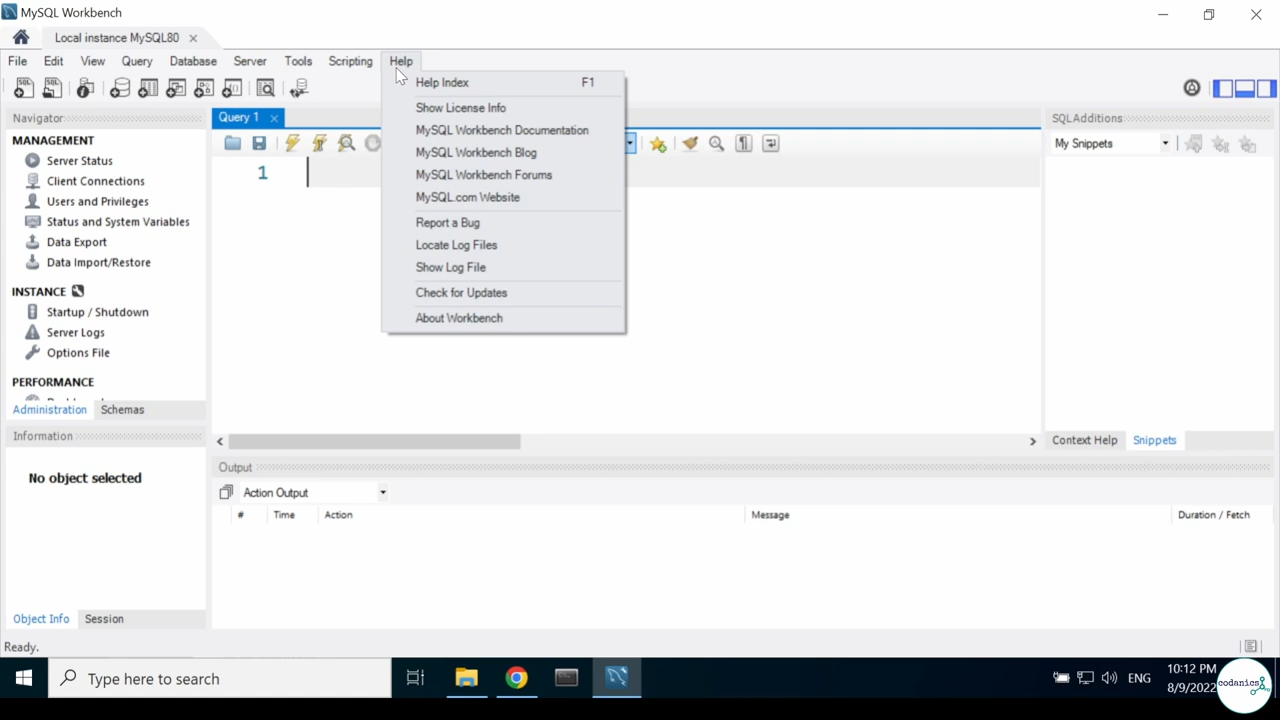 MySQL Workbench
Local instance MySQL80
File Edit View Query Database Server Tools Scripting Help
Help Index F1
Show License Info
MySQL Workbench Documentation
MySQL Workbench Blog
MySQL Workbench Forums
MySQL.com Website
Report a Bug
Locate Log Files
Show Log File
Check for Updates
About Workbench
Navigator
MANAGEMENT
Server Status
Client Connections
Users and Privileges
Status and System Variables
Data Export
Data Import/Restore
INSTANCE
Startup / Shutdown
Server Logs
Options File
PERFORMANCE
Administration Schemas
Information
No object selected
Object Info Session
Query 1
1
SQLAdditions
My Snippets
Context Help Snippets
Output
Action Output
# Time Action Message Duration / Fetch
Ready.
Type here to search
ENG
10:12 PM
8/9/2022
codanics